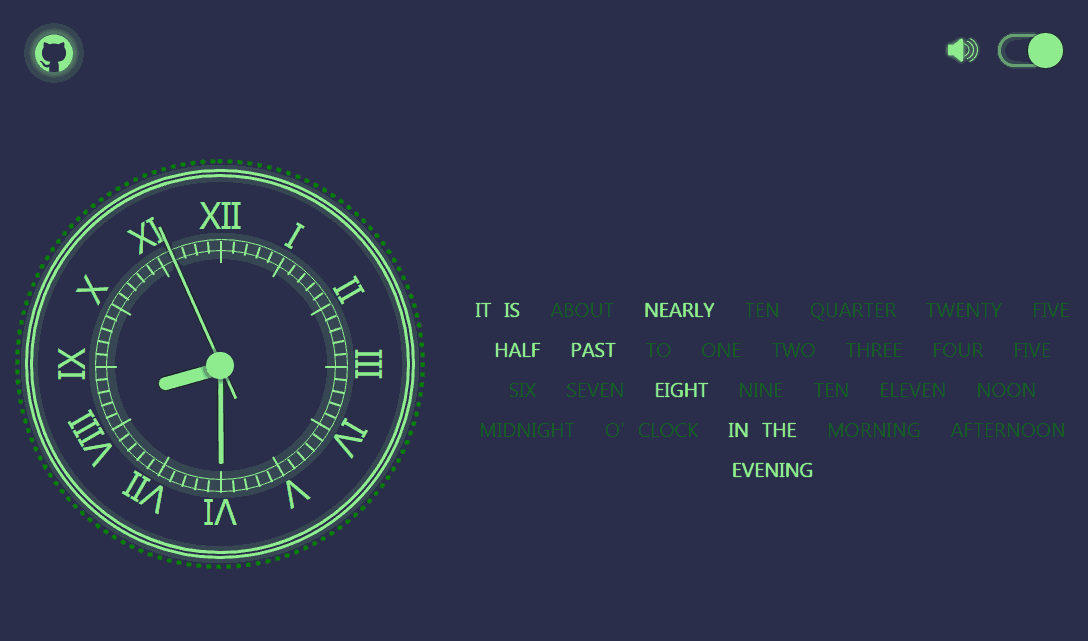 XII
I
II
III
IV
V
VI
VII
VIII
IX
X
XI
IT IS ABOUT NEARLY TEN QUARTER TWENTY FIVE
HALF PAST TO ONE TWO THREE FOUR FIVE
SIX SEVEN EIGHT NINE TEN ELEVEN NOON
MIDNIGHT O' CLOCK IN THE MORNING AFTERNOON
EVENING